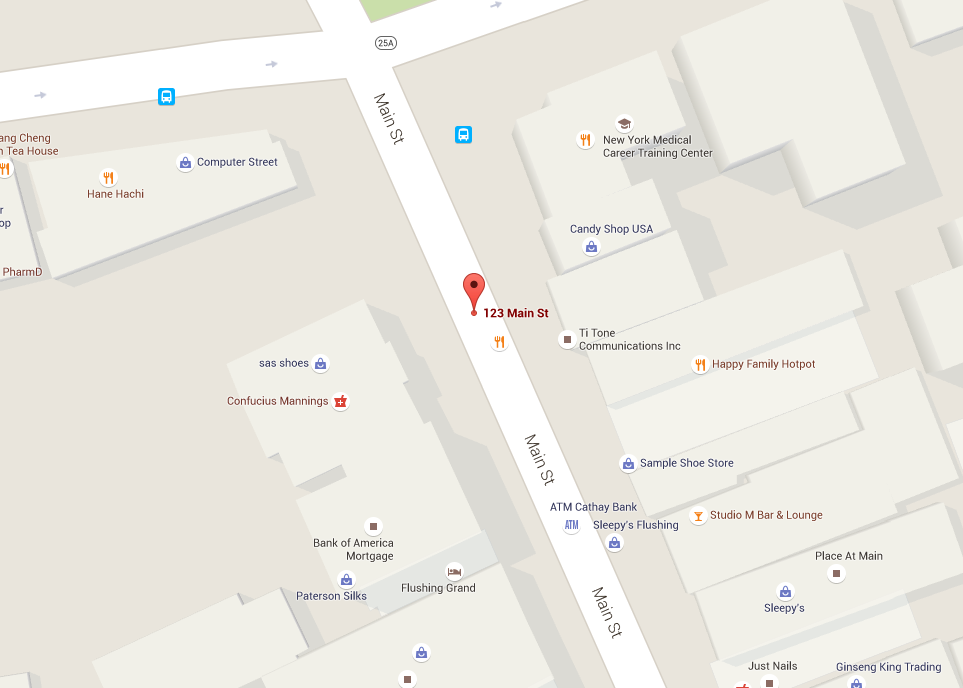 25A
Main St
ang Cheng
n Tea House
Computer Street
New York Medical
Career Training Center
Hane Hachi
r
op
Candy Shop USA
PharmD
123 Main St
Ti Tone
Communications Inc
sas shoes
Happy Family Hotpot
Confucius Mannings
Main St
Sample Shoe Store
ATM Cathay Bank
ATM
Sleepy's Flushing
Studio M Bar & Lounge
Bank of America
Mortgage
Place At Main
Flushing Grand
Paterson Silks
Main St
Sleepy's
Just Nails
Ginseng King Trading